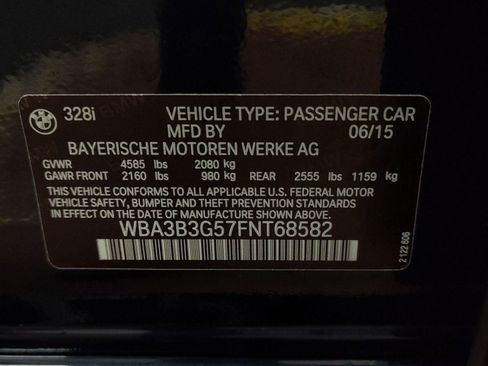 328i VEHICLE TYPE: PASSENGER CAR
MFD BY 06/15
BAYERISCHE MOTOREN WERKE AG
GVWR 4585 lbs 2080 kg
GAWR FRONT 2160 lbs 980 kg REAR 2555 lbs 1159 kg
THIS VEHICLE CONFORMS TO ALL APPLICABLE U.S. FEDERAL MOTOR
VEHICLE SAFETY, BUMPER AND THEFT PREVENTION STANDARDS
IN EFFECT ON THE DATE OF MANUFACTURE SHOWN ABOVE.
WBA3B3G57FNT68582
2 122 606